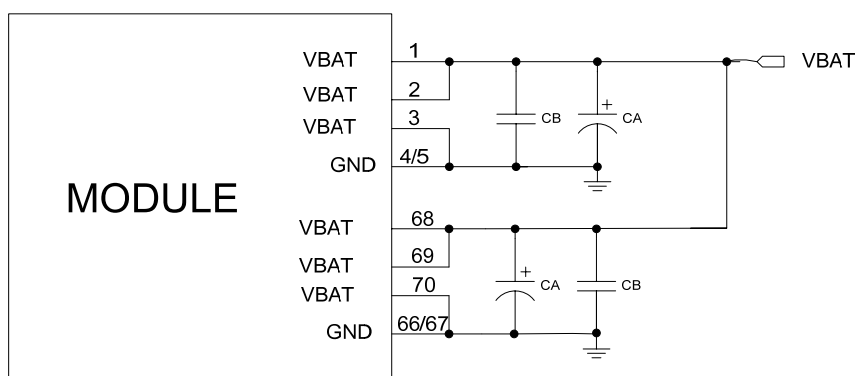 VBAT 1
VBAT 2
VBAT 3
GND 4/5
CB
+
CA
VBAT
MODULE
VBAT 68
VBAT 69
VBAT 70
GND 66/67
+
CA
CB